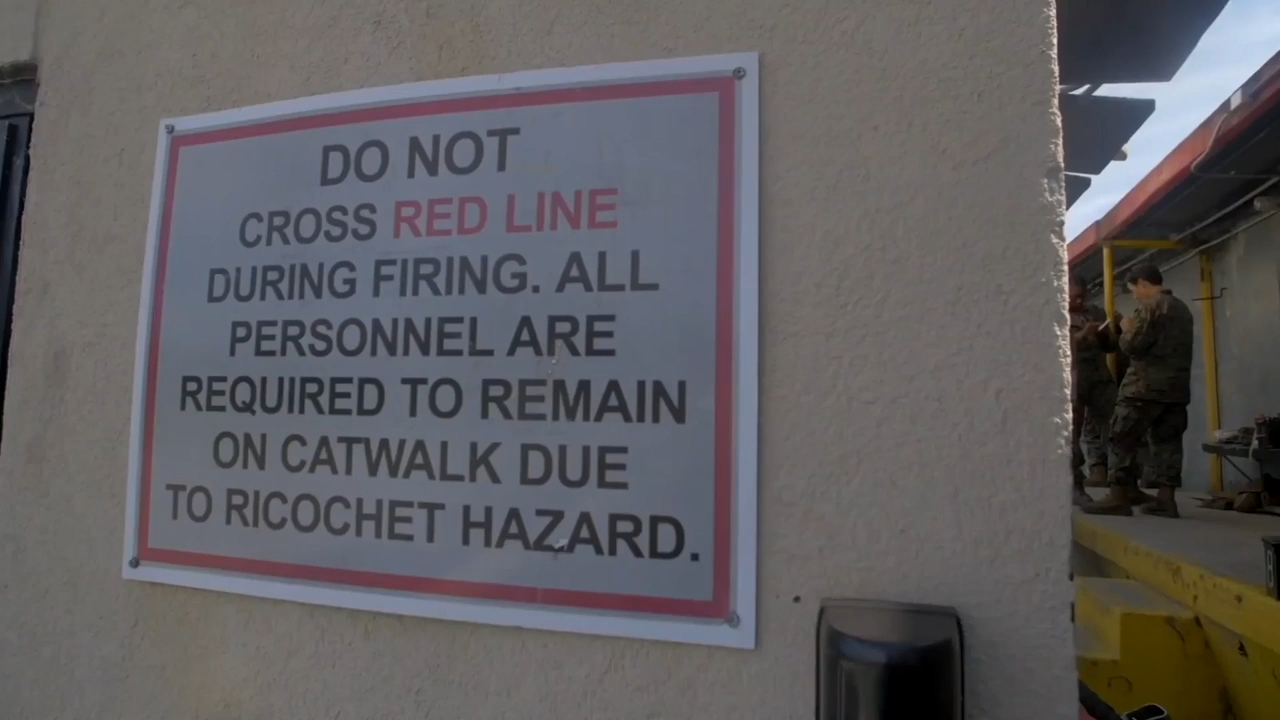 DO NOT
CROSS RED LINE
DURING FIRING. ALL
PERSONNEL ARE
REQUIRED TO REMAIN
ON CATWALK DUE
TO RICOCHET HAZARD.